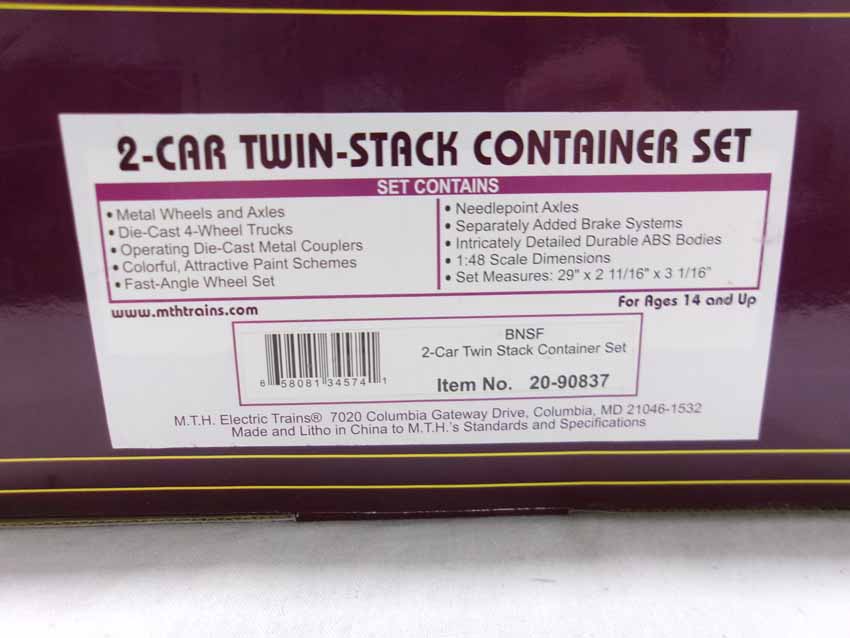 2-CAR TWIN-STACK CONTAINER SET
SET CONTAINS
• Metal Wheels and Axles
• Die-Cast 4-Wheel Trucks
• Operating Die-Cast Metal Couplers
• Colorful, Attractive Paint Schemes
• Fast-Angle Wheel Set
• Needlepoint Axles
• Separately Added Brake Systems
• Intricately Detailed Durable ABS Bodies
• 1:48 Scale Dimensions
• Set Measures: 29" x 2 11/16" x 3 1/16"
www.mthtrains.com
For Ages 14 and Up
BNSF
2-Car Twin Stack Container Set
Item No. 20-90837
6 58081 34574 1
M.T.H. Electric Trains® 7020 Columbia Gateway Drive, Columbia, MD 21046-1532
Made and Litho in China to M.T.H.'s Standards and Specifications